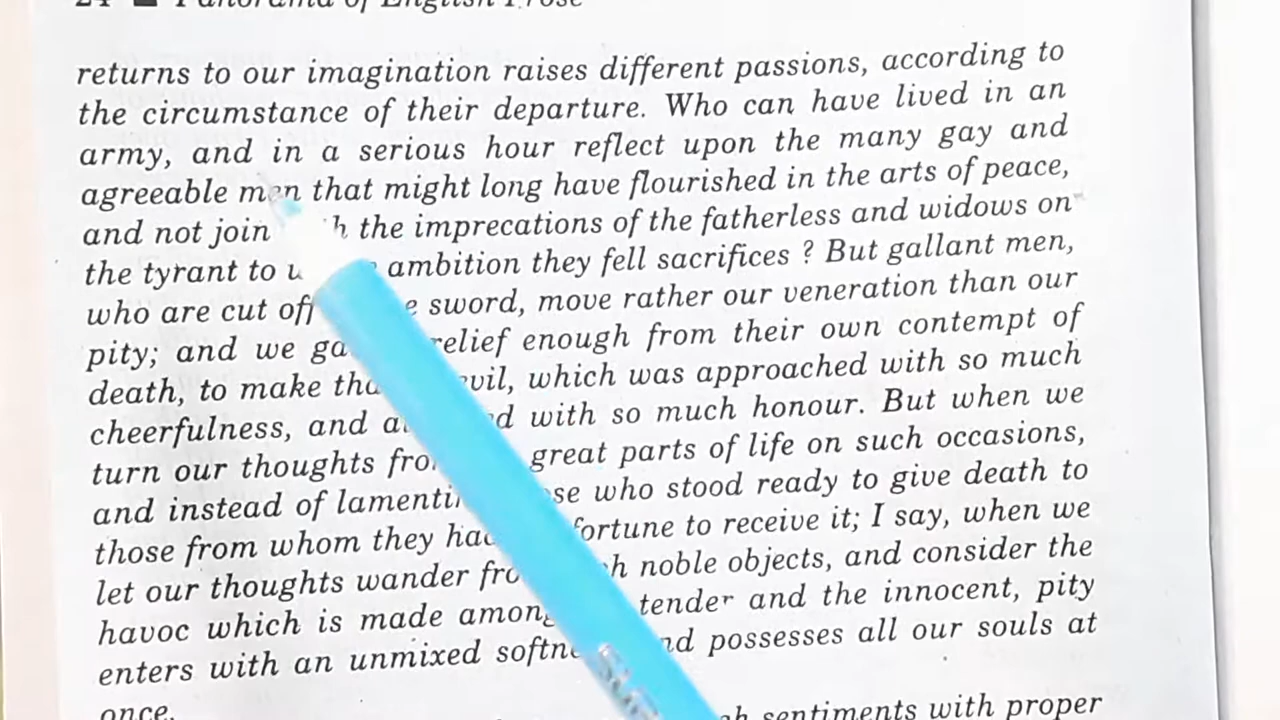 24 Panorama of English Prose
returns to our imagination raises different passions, according to
the circumstance of their departure. Who can have lived in an
army, and in a serious hour reflect upon the many gay and
agreeable men that might long have flourished in the arts of peace,
and not join the imprecations of the fatherless and widows on
the tyrant to ambition they fell sacrifices ? But gallant men,
who are cut off sword, move rather our veneration than our
pity; and we relief enough from their own contempt of
death, to make evil, which was approached with so much
cheerfulness, and with so much honour. But when we
turn our thoughts great parts of life on such occasions,
and instead of who stood ready to give death to
those from whom they fortune to receive it; I say, when we
let our thoughts wander noble objects, and consider the
havoc which is made tender and the innocent, pity
enters with an unmixed possesses all our souls at
once.
sentiments with proper